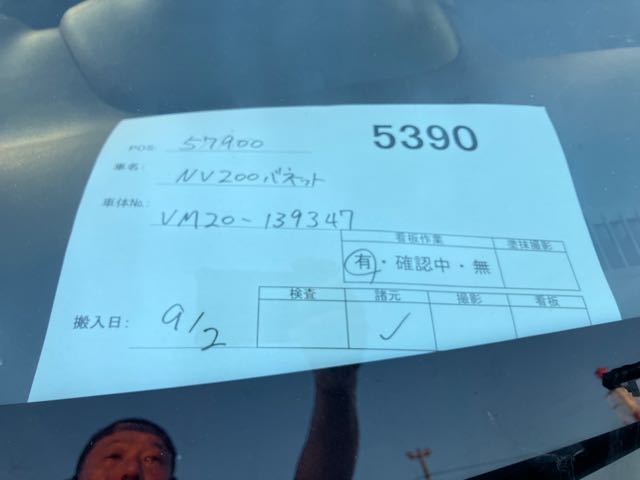 POS: 57900
5390
車名: NV200バネット
車体No.: VM20-139347
看板作業 塗抹撮影
有・確認中・無
検査 諸元 撮影 看板
搬入日: 9/2 ✓